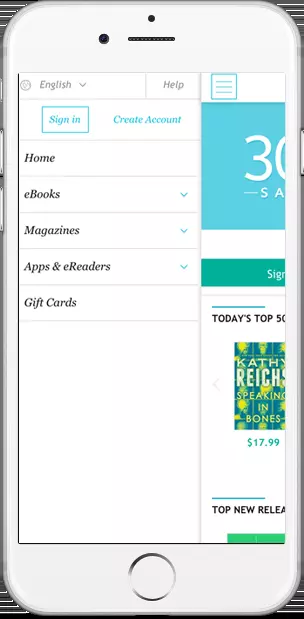 English
Help
Sign in
Create Account
Home
eBooks
Magazines
Apps & eReaders
Gift Cards
30
SA
Sign
TODAY'S TOP 50
KATHY
REICHS
SPEAKING
IN
BONES
$17.99
TOP NEW RELEA